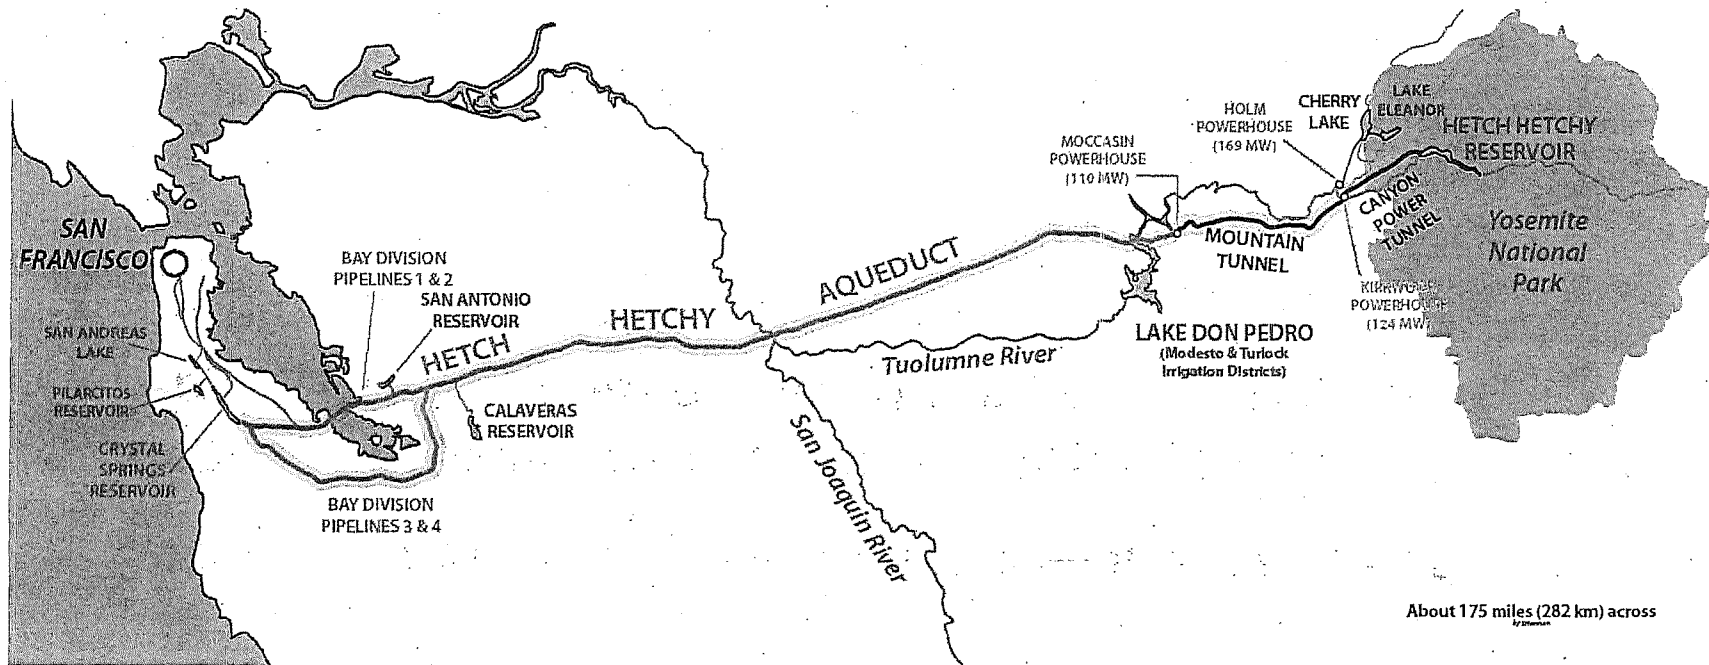 SAN
FRANCISCO
SAN ANDREAS
LAKE
PILARCITOS
RESERVOIR
CRYSTAL
SPRINGS
RESERVOIR
BAY DIVISION
PIPELINES 1 & 2
SAN ANTONIO
RESERVOIR
HETCH
HETCHY
AQUEDUCT
CALAVERAS
RESERVOIR
BAY DIVISION
PIPELINES 3 & 4
Tuolumne River
San Joaquin River
LAKE DON PEDRO
(Modesto & Turlock
Irrigation Districts)
MOCCASIN
POWERHOUSE
(110 MW)
MOUNTAIN
TUNNEL
HOLM
POWERHOUSE
(169 MW)
CHERRY
LAKE
LAKE
ELEANOR
HETCH HETCHY
RESERVOIR
CANYON
POWER
TUNNEL
KIRKWOOD
POWERHOUSE
(124 MW)
Yosemite
National
Park
About 175 miles (282 km) across